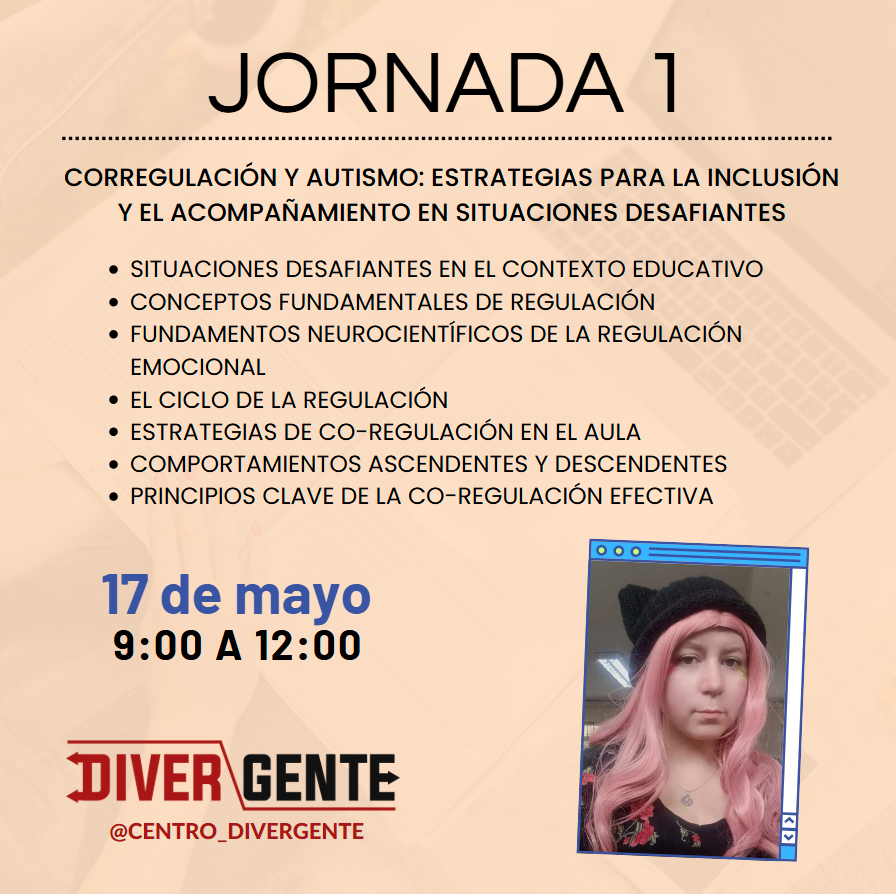 JORNADA 1
CORREGULACIÓN Y AUTISMO: ESTRATEGIAS PARA LA INCLUSIÓN
Y EL ACOMPAÑAMIENTO EN SITUACIONES DESAFIANTES
• SITUACIONES DESAFIANTES EN EL CONTEXTO EDUCATIVO
• CONCEPTOS FUNDAMENTALES DE REGULACIÓN
• FUNDAMENTOS NEUROCIENTÍFICOS DE LA REGULACIÓN
EMOCIONAL
• EL CICLO DE LA REGULACIÓN
• ESTRATEGIAS DE CO-REGULACIÓN EN EL AULA
• COMPORTAMIENTOS ASCENDENTES Y DESCENDENTES
• PRINCIPIOS CLAVE DE LA CO-REGULACIÓN EFECTIVA
17 de mayo
9:00 A 12:00
DIVERGENTE
@CENTRO_DIVERGENTE